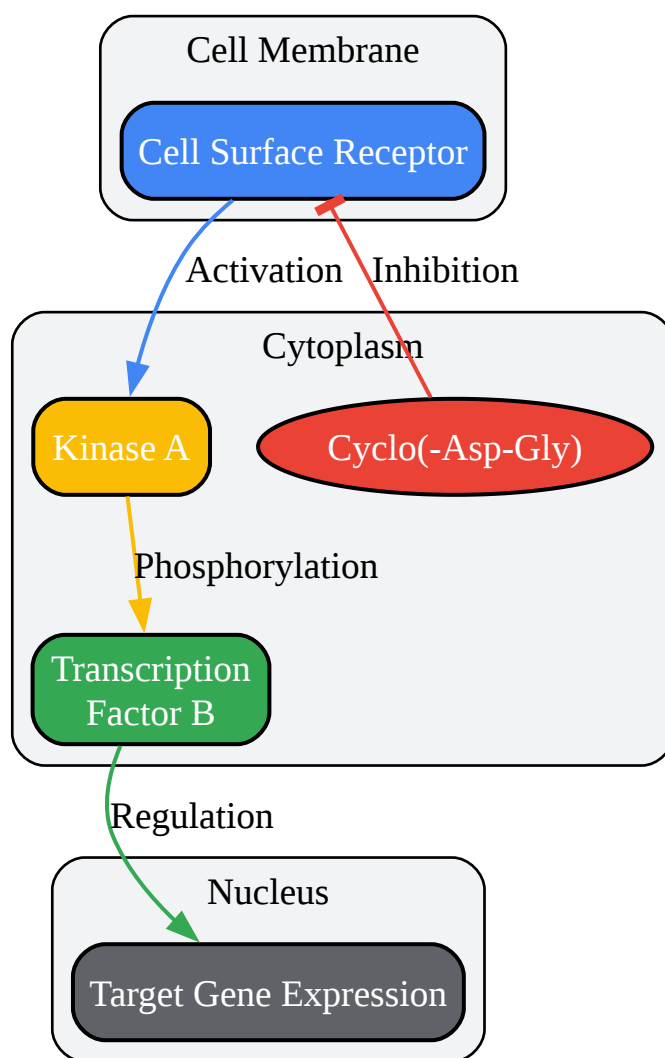 Cell Membrane
Cell Surface Receptor
Activation
Inhibition
Cytoplasm
Kinase A
Cyclo(-Asp-Gly)
Phosphorylation
Transcription
Factor B
Regulation
Nucleus
Target Gene Expression